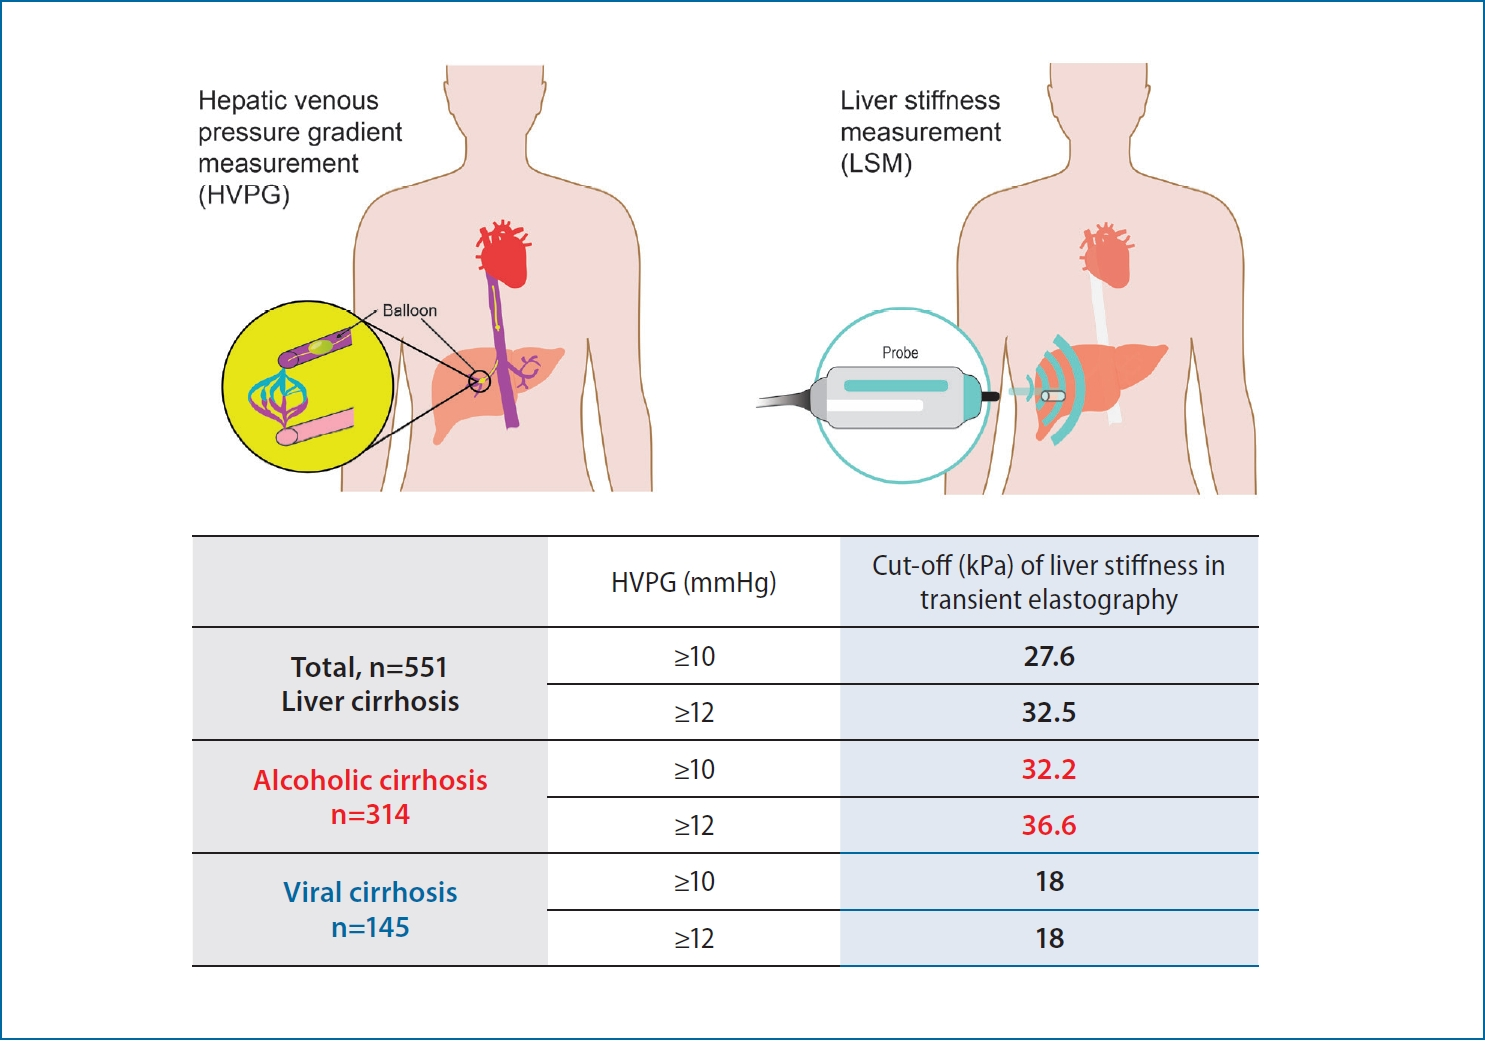 Hepatic venous
pressure gradient
measurement
(HVPG)
Balloon
Liver stiffness
measurement
(LSM)
Probe
HVPG (mmHg)
Cut-off (kPa) of liver stiffness in
transient elastography
Total, n=551
Liver cirrhosis
≥10
27.6
≥12
32.5
Alcoholic cirrhosis
n=314
≥10
32.2
≥12
36.6
Viral cirrhosis
n=145
≥10
18
≥12
18